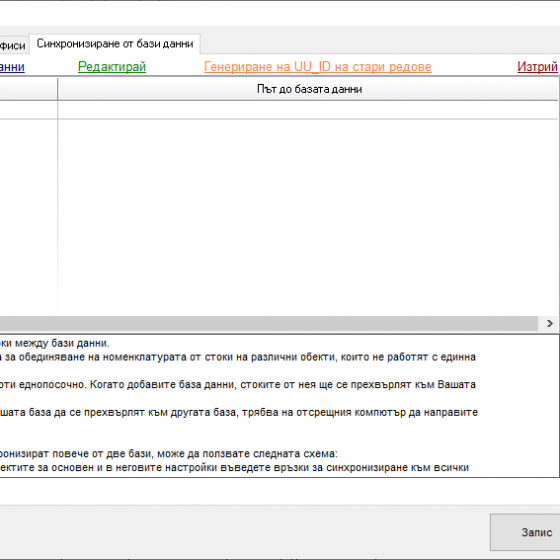 фиси Синхронизиране от бази данни
анни Редактирай Генериране на UU_ID на стари редове Изтрий
Път до базата данни
ки между бази данни.
за обединяване на номенклатурата от стоки на различни обекти, които не работят с единна
оти еднопосочно. Когато добавите база данни, стоките от нея ще се прехвърлят към Вашата
шата база да се прехвърлят към другата база, трябва на отсрещния компютър да направите
ронизират повече от две бази, може да ползвате следната схема:
ектите за основен и в неговите настройки въведете връзки за синхронизиране към всички
Запис